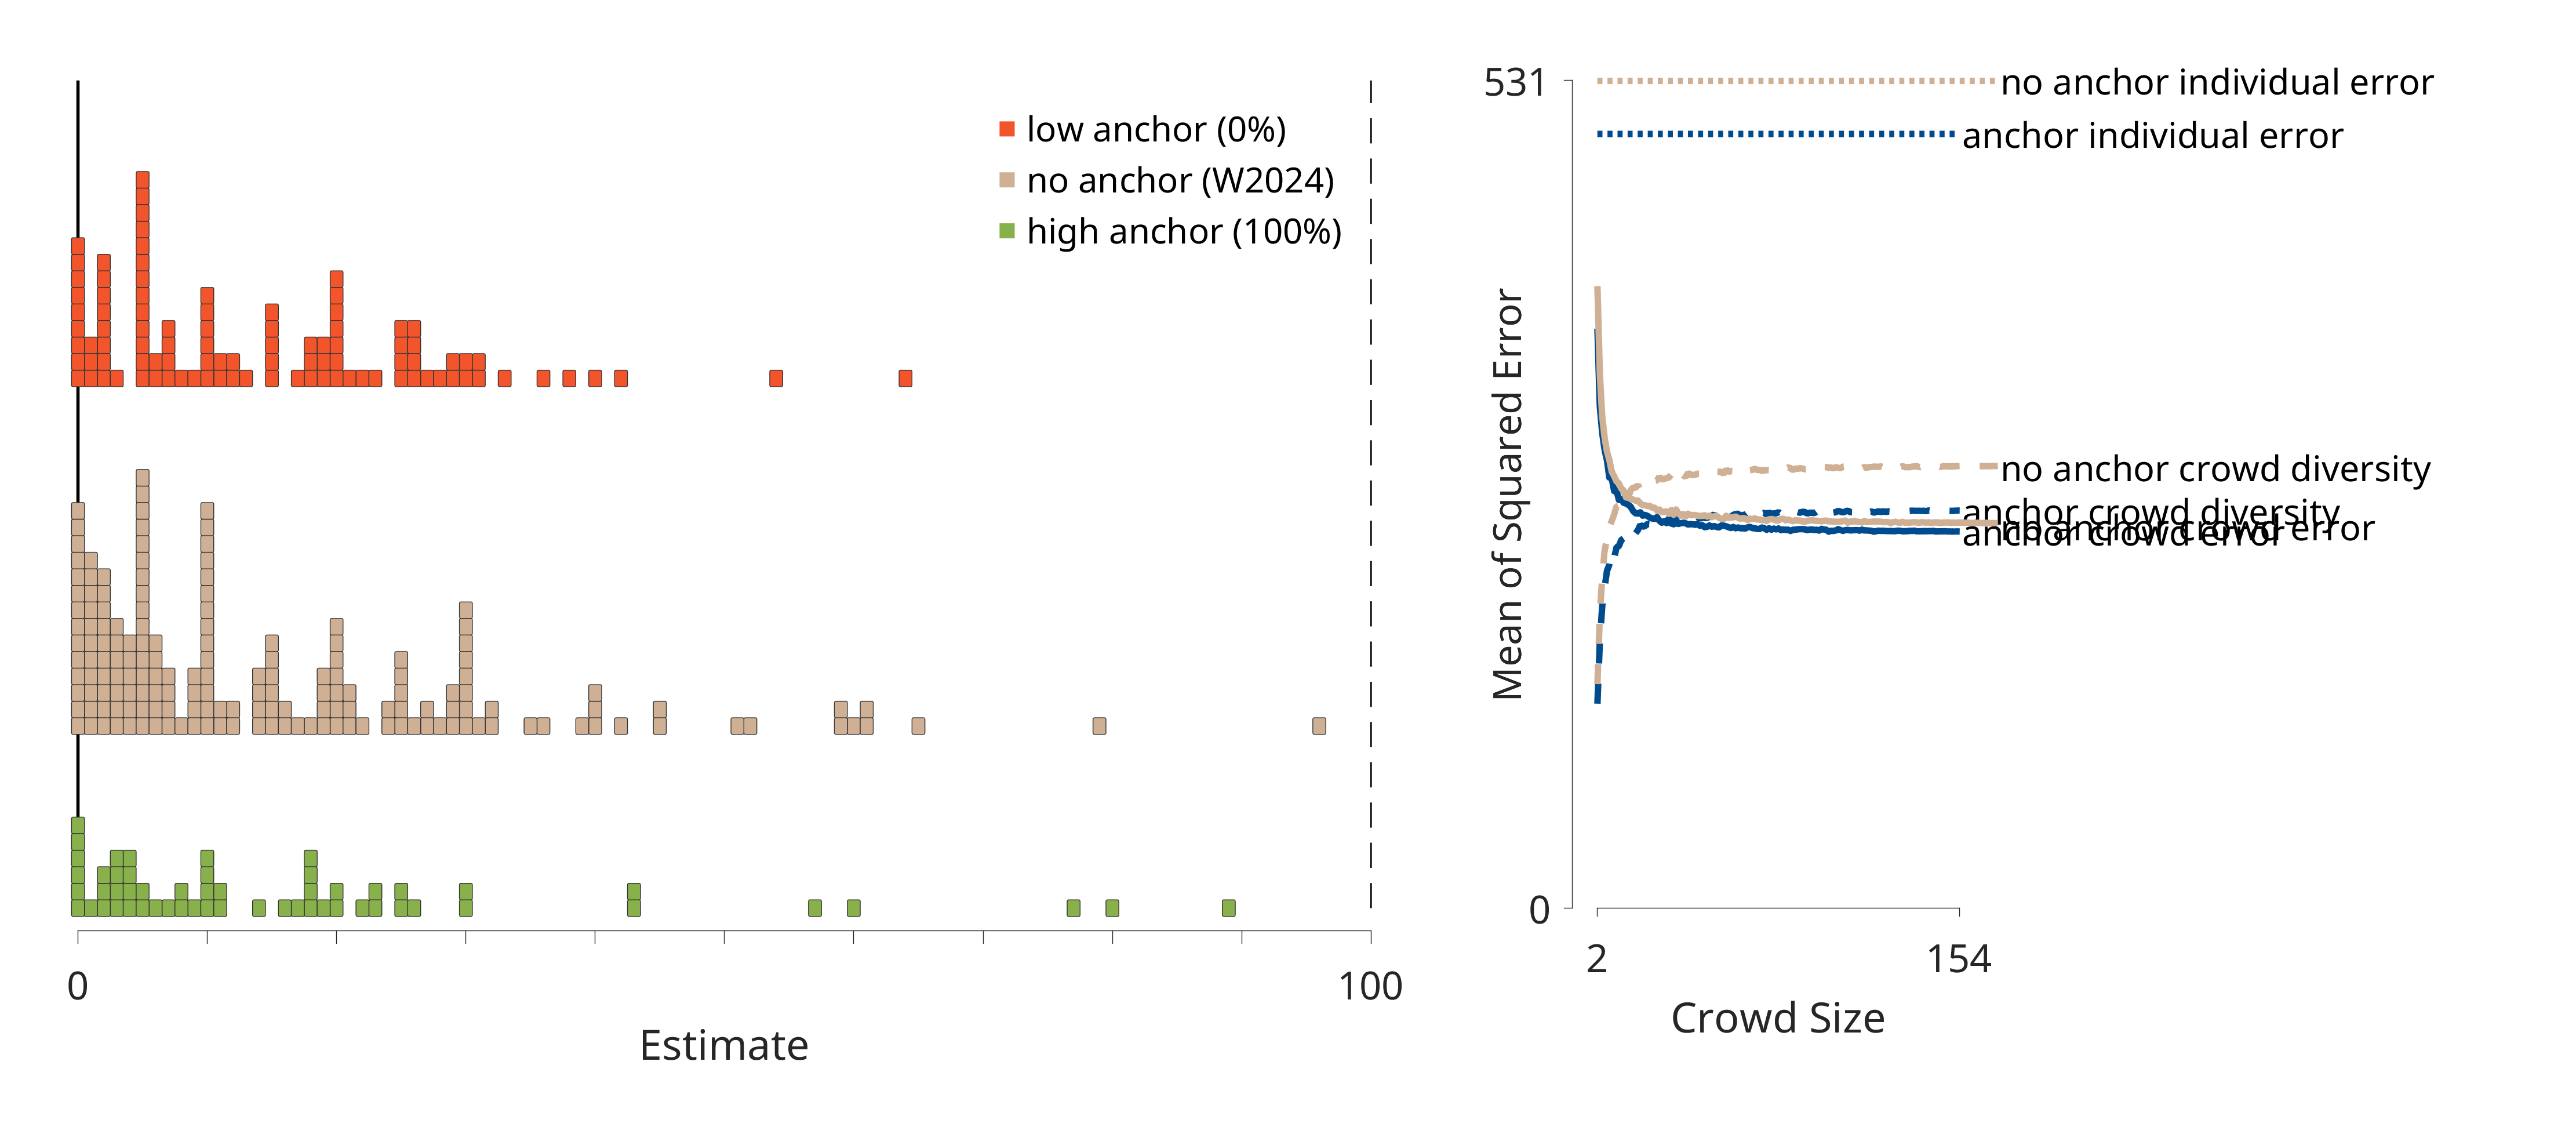 low anchor (0%)
no anchor (W2024)
high anchor (100%)
0
100
Estimate
531
0
Mean of Squared Error
2
154
Crowd Size
no anchor individual error
anchor individual error
no anchor crowd diversity
anchor crowd diversity
no anchor crowd error
anchor crowd error